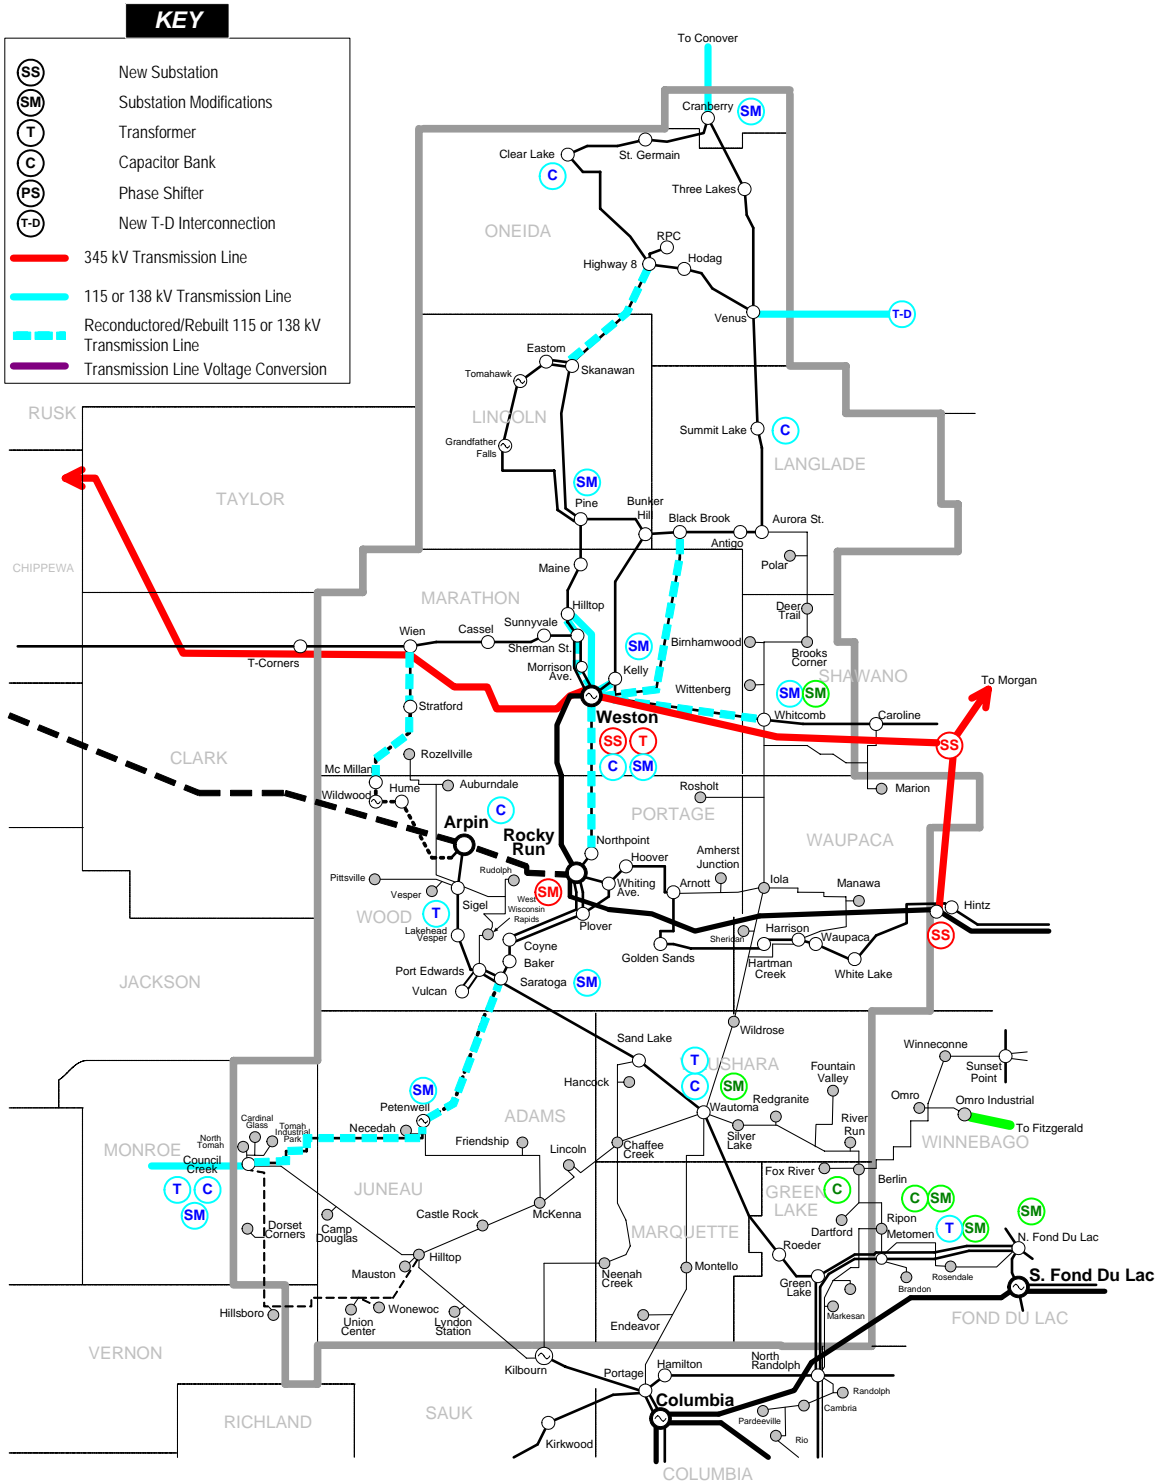 KEY
SS New Substation
SM Substation Modifications
T Transformer
C Capacitor Bank
PS Phase Shifter
T-D New T-D Interconnection
345 kV Transmission Line
115 or 138 kV Transmission Line
Reconductored/Rebuilt 115 or 138 kV
Transmission Line
Transmission Line Voltage Conversion
To Conover
Cranberry
SM
Clear Lake
St. Germain
C
Three Lakes
ONEIDA
RPC
Highway 8
Hodag
Venus
T-D
Eastom
Skanawan
Tomahawk
LINCOLN
RUSK
Grandfather
Falls
Summit Lake
C
LANGLADE
TAYLOR
SM
Pine
Bunker
Hill
Black Brook
Aurora St.
Antigo
Polar
CHIPPEWA
Maine
MARATHON
Hilltop
Deer
Trail
Wien
Cassel
Sunnyvale
Sherman St.
SM
Birnhamwood
Brooks
Corner
T-Corners
Morrison
Ave.
Kelly
SHAWANO
Wittenberg
SM
SM
To Morgan
Stratford
Weston
Whitcomb
Caroline
SS
T
SS
C
SM
CLARK
Rozellville
Mc Millan
Auburndale
Marion
Wildwood
Hume
Rosholt
C
PORTAGE
Arpin
Rocky
Run
WAUPACA
Northpoint
Hoover
Amherst
Junction
Pittsville
Rudolph
Vesper
SM
Whiting
Ave.
Arnott
Iola
Manawa
Sigel
West
Wisconsin
Rapids
WOOD
T
Hintz
Lakehead
Vesper
Plover
Sheridan
Harrison
SS
Coyne
Golden Sands
Hartman
Creek
Waupaca
Baker
White Lake
Port Edwards
Saratoga
SM
JACKSON
Vulcan
Wildrose
Sand Lake
T
USHARA
Winneconne
Fountain
Valley
Sunset
Point
Hancock
C
SM
SM
Petenwell
ADAMS
Wautoma
Redgranite
Omro
Omro Industrial
Cardinal
Glass
Tomah
Industrial
Park
North
Tomah
Necedah
Friendship
Silver
Lake
River
Run
To Fitzgerald
WINNEBAGO
MONROE
Council
Creek
Lincoln
Chaffee
Creek
Fox River
Berlin
T
C
SM
JUNEAU
GREEN
LAKE
C
C
SM
McKenna
Castle Rock
Dorset
Corners
Camp
Douglas
MARQUETTE
Dartford
Ripon
Metomen
T
SM
SM
N. Fond Du Lac
Hilltop
Mauston
Roeder
Neenah
Creek
Montello
Green
Lake
Rosendale
Brandon
S. Fond Du Lac
Hillsboro
Union
Center
Wonewoc
Lyndon
Station
Endeavor
Markesan
FOND DU LAC
VERNON
Kilbourn
North
Randolph
Portage
Hamilton
Randolph
Columbia
Cambria
Pardeeville
RICHLAND
SAUK
Rio
Kirkwood
COLUMBIA